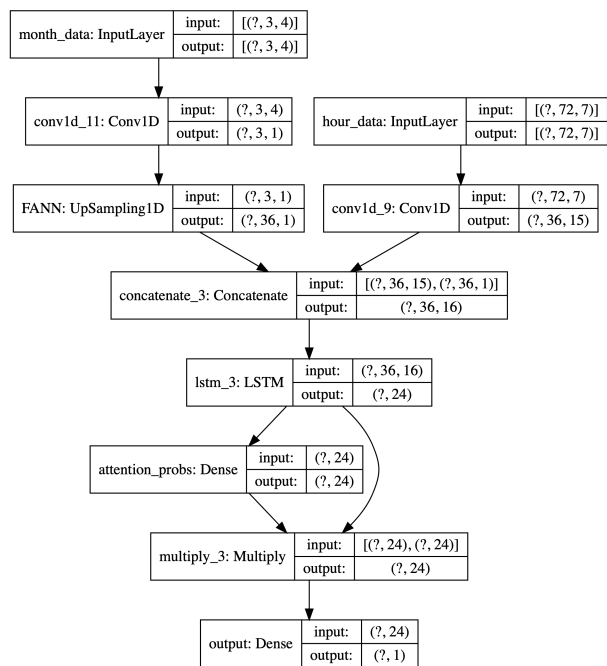 month_data: InputLayer
input: [(?, 3, 4)]
output: [(?, 3, 4)]
conv1d_11: Conv1D
input: (?, 3, 4)
output: (?, 3, 1)
hour_data: InputLayer
input: [(?, 72, 7)]
output: [(?, 72, 7)]
FANN: UpSampling1D
input: (?, 3, 1)
output: (?, 36, 1)
conv1d_9: Conv1D
input: (?, 72, 7)
output: (?, 36, 15)
concatenate_3: Concatenate
input: [(?, 36, 15), (?, 36, 1)]
output: (?, 36, 16)
lstm_3: LSTM
input: (?, 36, 16)
output: (?, 24)
attention_probs: Dense
input: (?, 24)
output: (?, 24)
multiply_3: Multiply
input: [(?, 24), (?, 24)]
output: (?, 24)
output: Dense
input: (?, 24)
output: (?, 1)